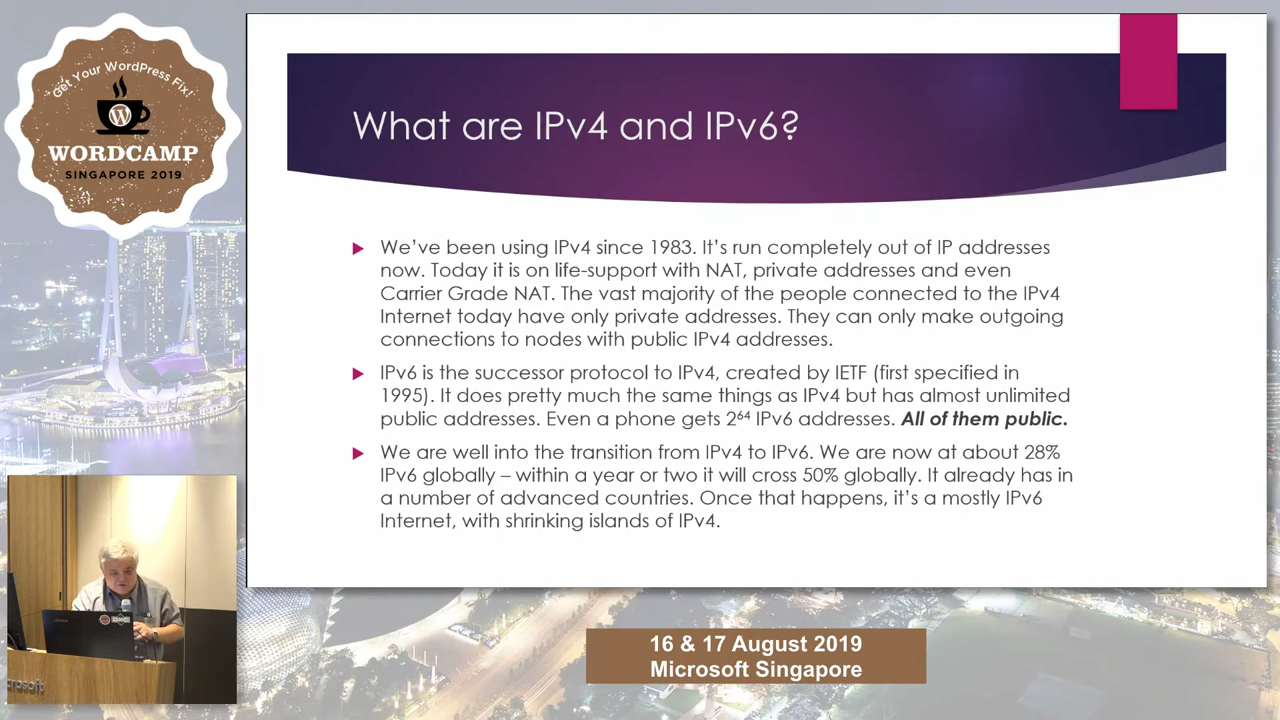 Get Your WordPress Fix!
W
WORDCAMP
SINGAPORE 2019
What are IPv4 and IPv6?
We’ve been using IPv4 since 1983. It’s run completely out of IP addresses
now. Today it is on life-support with NAT, private addresses and even
Carrier Grade NAT. The vast majority of the people connected to the IPv4
Internet today have only private addresses. They can only make outgoing
connections to nodes with public IPv4 addresses.
IPv6 is the successor protocol to IPv4, created by IETF (first specified in
1995). It does pretty much the same things as IPv4 but has almost unlimited
public addresses. Even a phone gets 2⁶⁴ IPv6 addresses. All of them public.
We are well into the transition from IPv4 to IPv6. We are now at about 28%
IPv6 globally – within a year or two it will cross 50% globally. It already has in
a number of advanced countries. Once that happens, it’s a mostly IPv6
Internet, with shrinking islands of IPv4.
16 & 17 August 2019
Microsoft Singapore